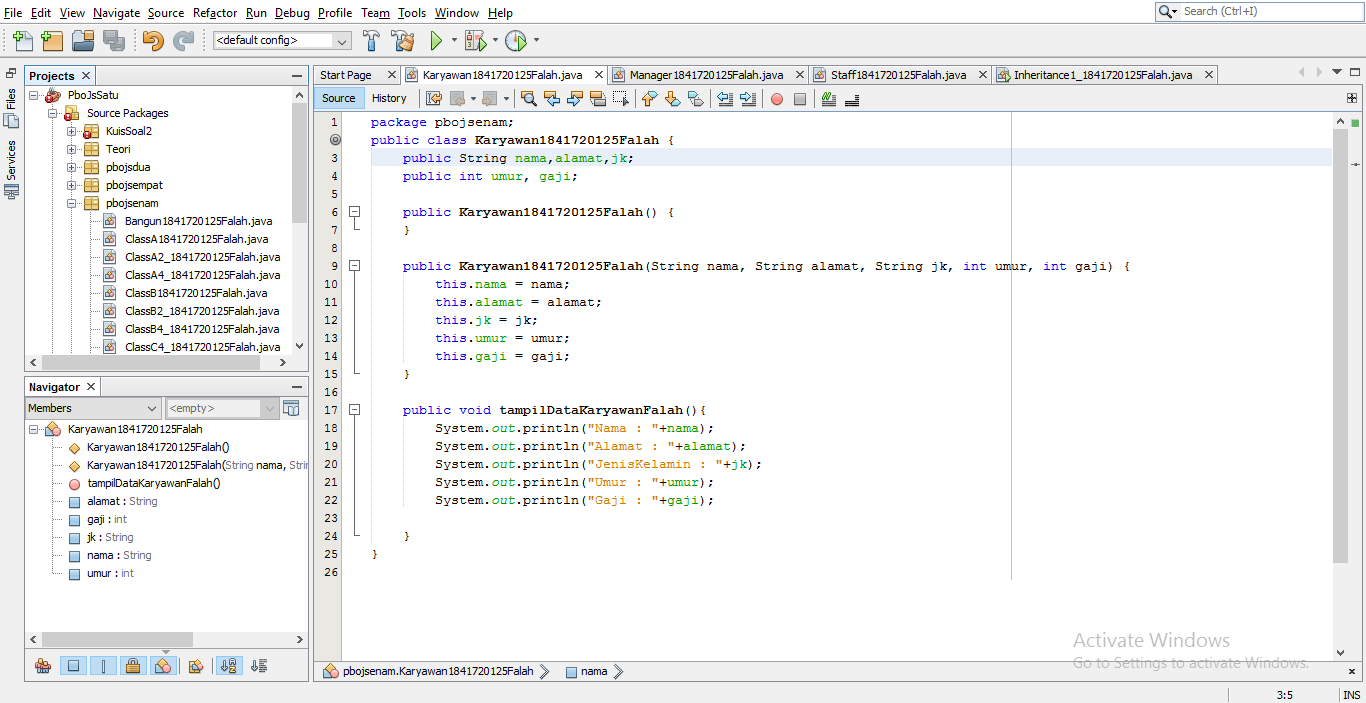 File Edit View Navigate Source Refactor Run Debug Profile Team Tools Window Help
Search (Ctrl+I)
<default config>
Files
Services
Projects
PboJsSatu
Source Packages
KuisSoal2
Teori
pbojsdua
pbojsempat
pbojsenam
Bangun1841720125Falah.java
ClassA1841720125Falah.java
ClassA2_1841720125Falah.java
ClassA4_1841720125Falah.java
ClassB1841720125Falah.java
ClassB2_1841720125Falah.java
ClassB4_1841720125Falah.java
ClassC4_1841720125Falah.java
Navigator
Members <empty>
Karyawan1841720125Falah
Karyawan1841720125Falah()
Karyawan1841720125Falah(String nama, Strin
tampilDataKaryawanFalah()
alamat : String
gaji : int
jk : String
nama : String
umur : int
Start Page Karyawan1841720125Falah.java Manager1841720125Falah.java Staff1841720125Falah.java Inheritance1_1841720125Falah.java
Source History
1 package pbojsenam;
public class Karyawan1841720125Falah {
3 public String nama,alamat,jk;
4 public int umur, gaji;
5
6 public Karyawan1841720125Falah() {
7 }
8
9 public Karyawan1841720125Falah(String nama, String alamat, String jk, int umur, int gaji) {
10 this.nama = nama;
11 this.alamat = alamat;
12 this.jk = jk;
13 this.umur = umur;
14 this.gaji = gaji;
15 }
16
17 public void tampilDataKaryawanFalah(){
18 System.out.println("Nama : "+nama);
19 System.out.println("Alamat : "+alamat);
20 System.out.println("JenisKelamin : "+jk);
21 System.out.println("Umur : "+umur);
22 System.out.println("Gaji : "+gaji);
23
24 }
25 }
26
Activate Windows
Go to Settings to activate Windows.
pbojsenam.Karyawan1841720125Falah nama
3:5 INS